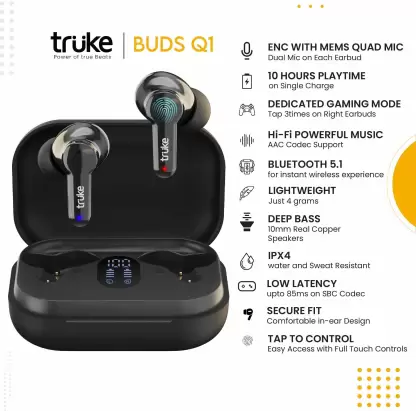 truke | BUDS Q1
Power of True Beats
ENC WITH MEMS QUAD MIC
Dual Mic on Each Earbud
10 HOURS PLAYTIME
on Single Charge
DEDICATED GAMING MODE
Tap 3times on Right Earbuds
Hi-Fi POWERFUL MUSIC
AAC Codec Support
BLUETOOTH 5.1
for instant wireless experience
LIGHTWEIGHT
Just 4 grams
DEEP BASS
10mm Real Copper
Speakers
IPX4
water and Sweat Resistant
LOW LATENCY
upto 85ms on SBC Codec
SECURE FIT
Comfortable in-ear Design
TAP TO CONTROL
Easy Access with Full Touch Controls
truke
truke
100